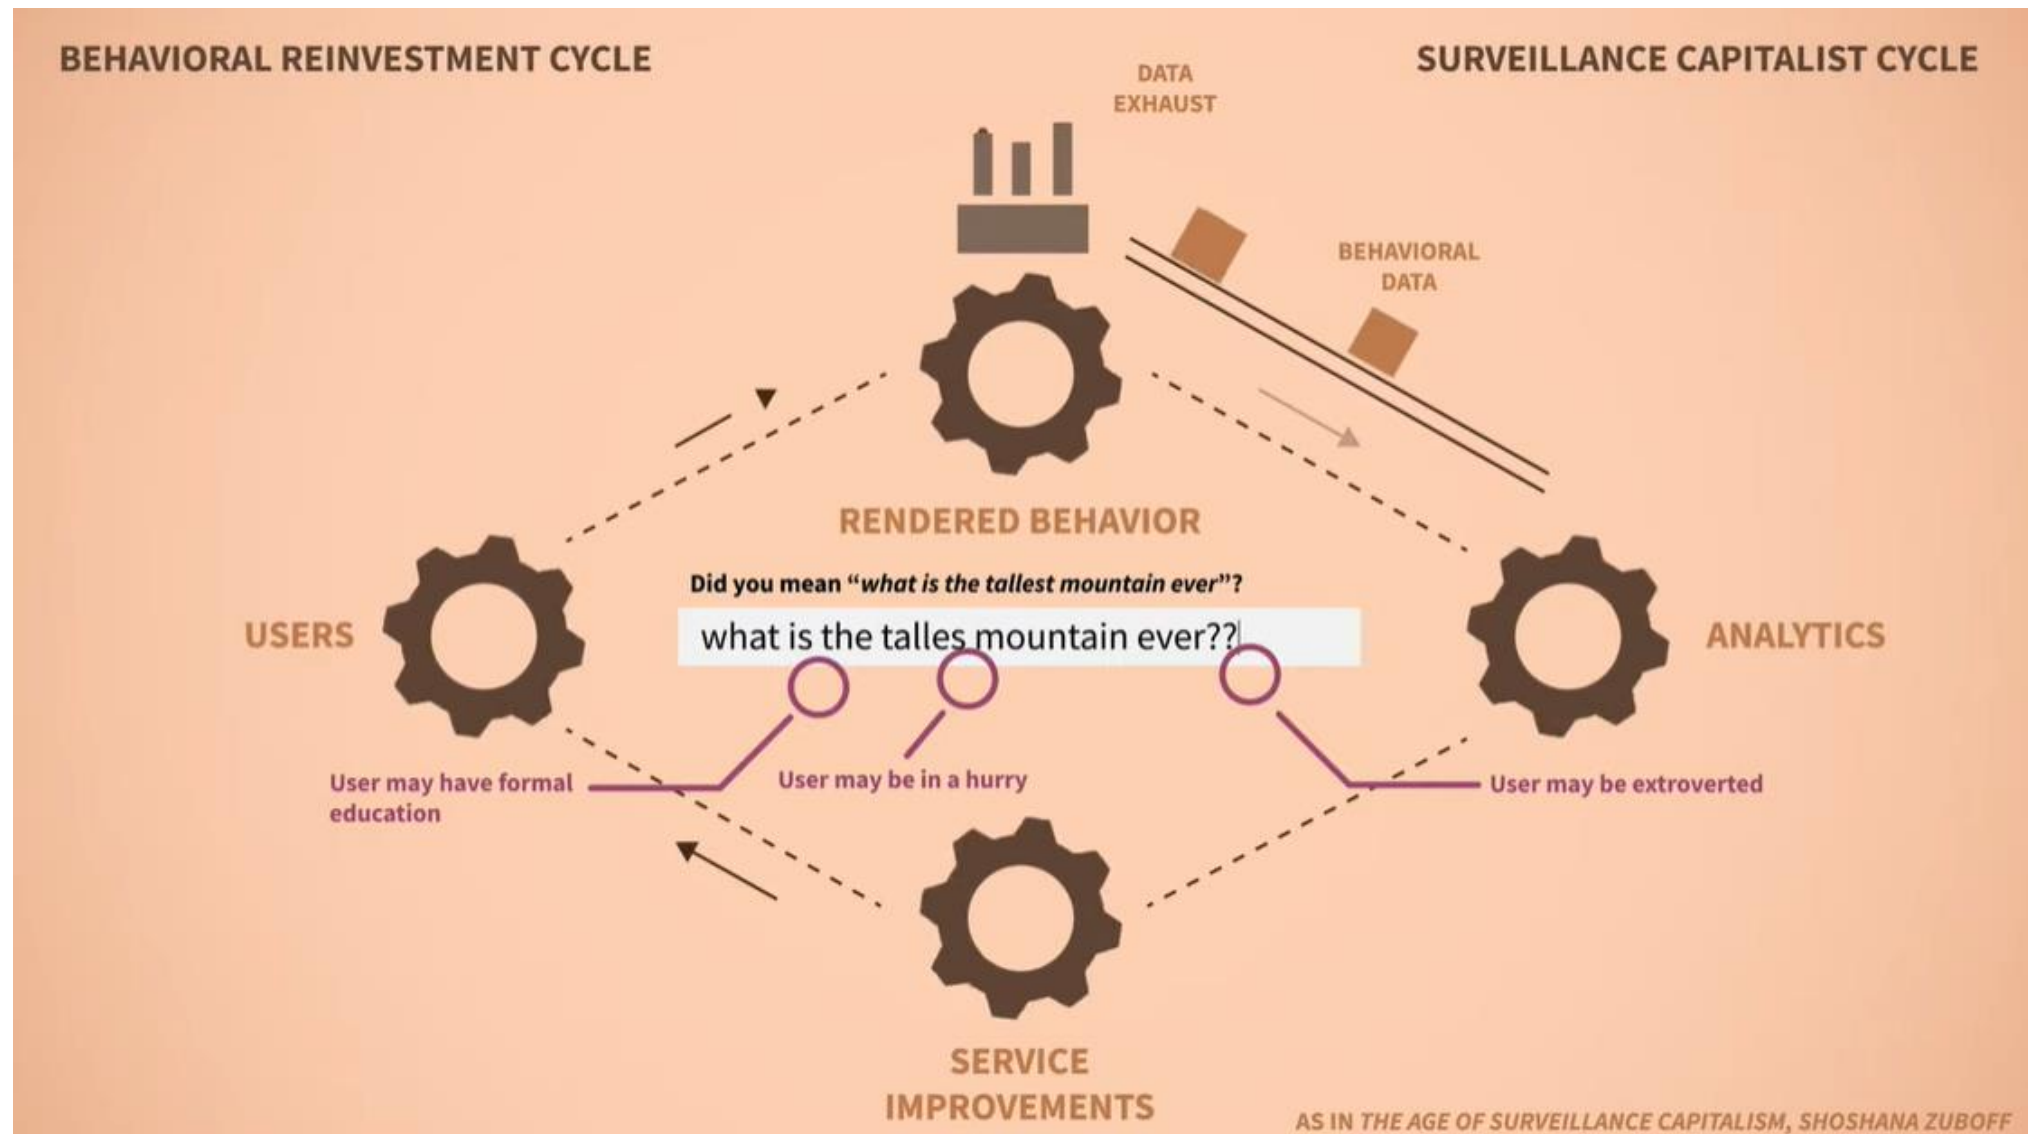 BEHAVIORAL REINVESTMENT CYCLE
SURVEILLANCE CAPITALIST CYCLE
DATA
EXHAUST
BEHAVIORAL
DATA
RENDERED BEHAVIOR
Did you mean “what is the tallest mountain ever”?
what is the talles mountain ever??
USERS
ANALYTICS
User may have formal
education
User may be in a hurry
User may be extroverted
SERVICE
IMPROVEMENTS
AS IN THE AGE OF SURVEILLANCE CAPITALISM, SHOSHANA ZUBOFF